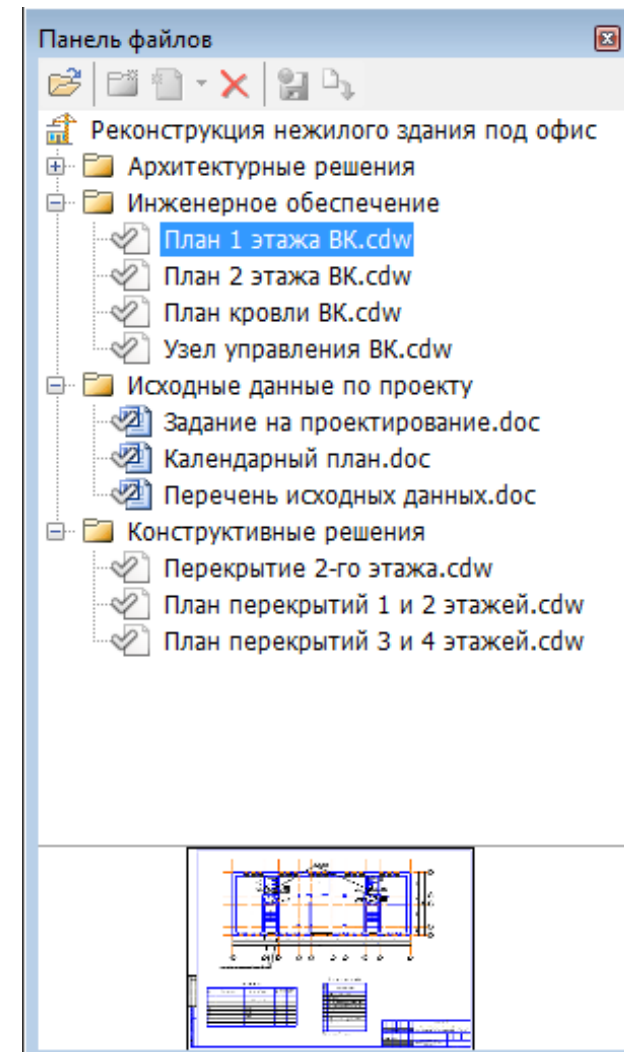 Панель файлов
Реконструкция нежилого здания под офис
Архитектурные решения
Инженерное обеспечение
План 1 этажа ВК.cdw
План 2 этажа ВК.cdw
План кровли ВК.cdw
Узел управления ВК.cdw
Исходные данные по проекту
Задание на проектирование.doc
Календарный план.doc
Перечень исходных данных.doc
Конструктивные решения
Перекрытие 2-го этажа.cdw
План перекрытий 1 и 2 этажей.cdw
План перекрытий 3 и 4 этажей.cdw